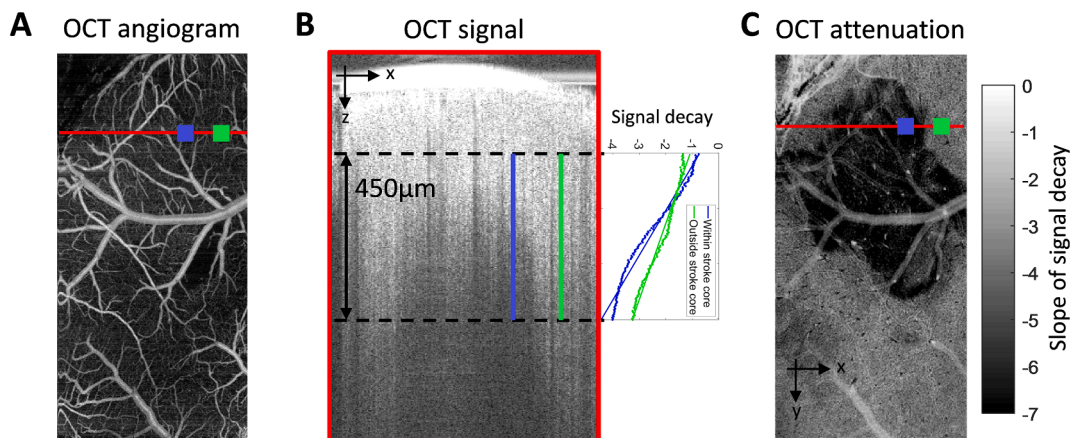 A OCT angiogram
B OCT signal
C OCT attenuation
x
z
450µm
Signal decay
-4 -3 -2 -1 0
Within stroke core
Outside stroke core
x
y
0
-1
-2
-3
-4
-5
-6
-7
Slope of signal decay